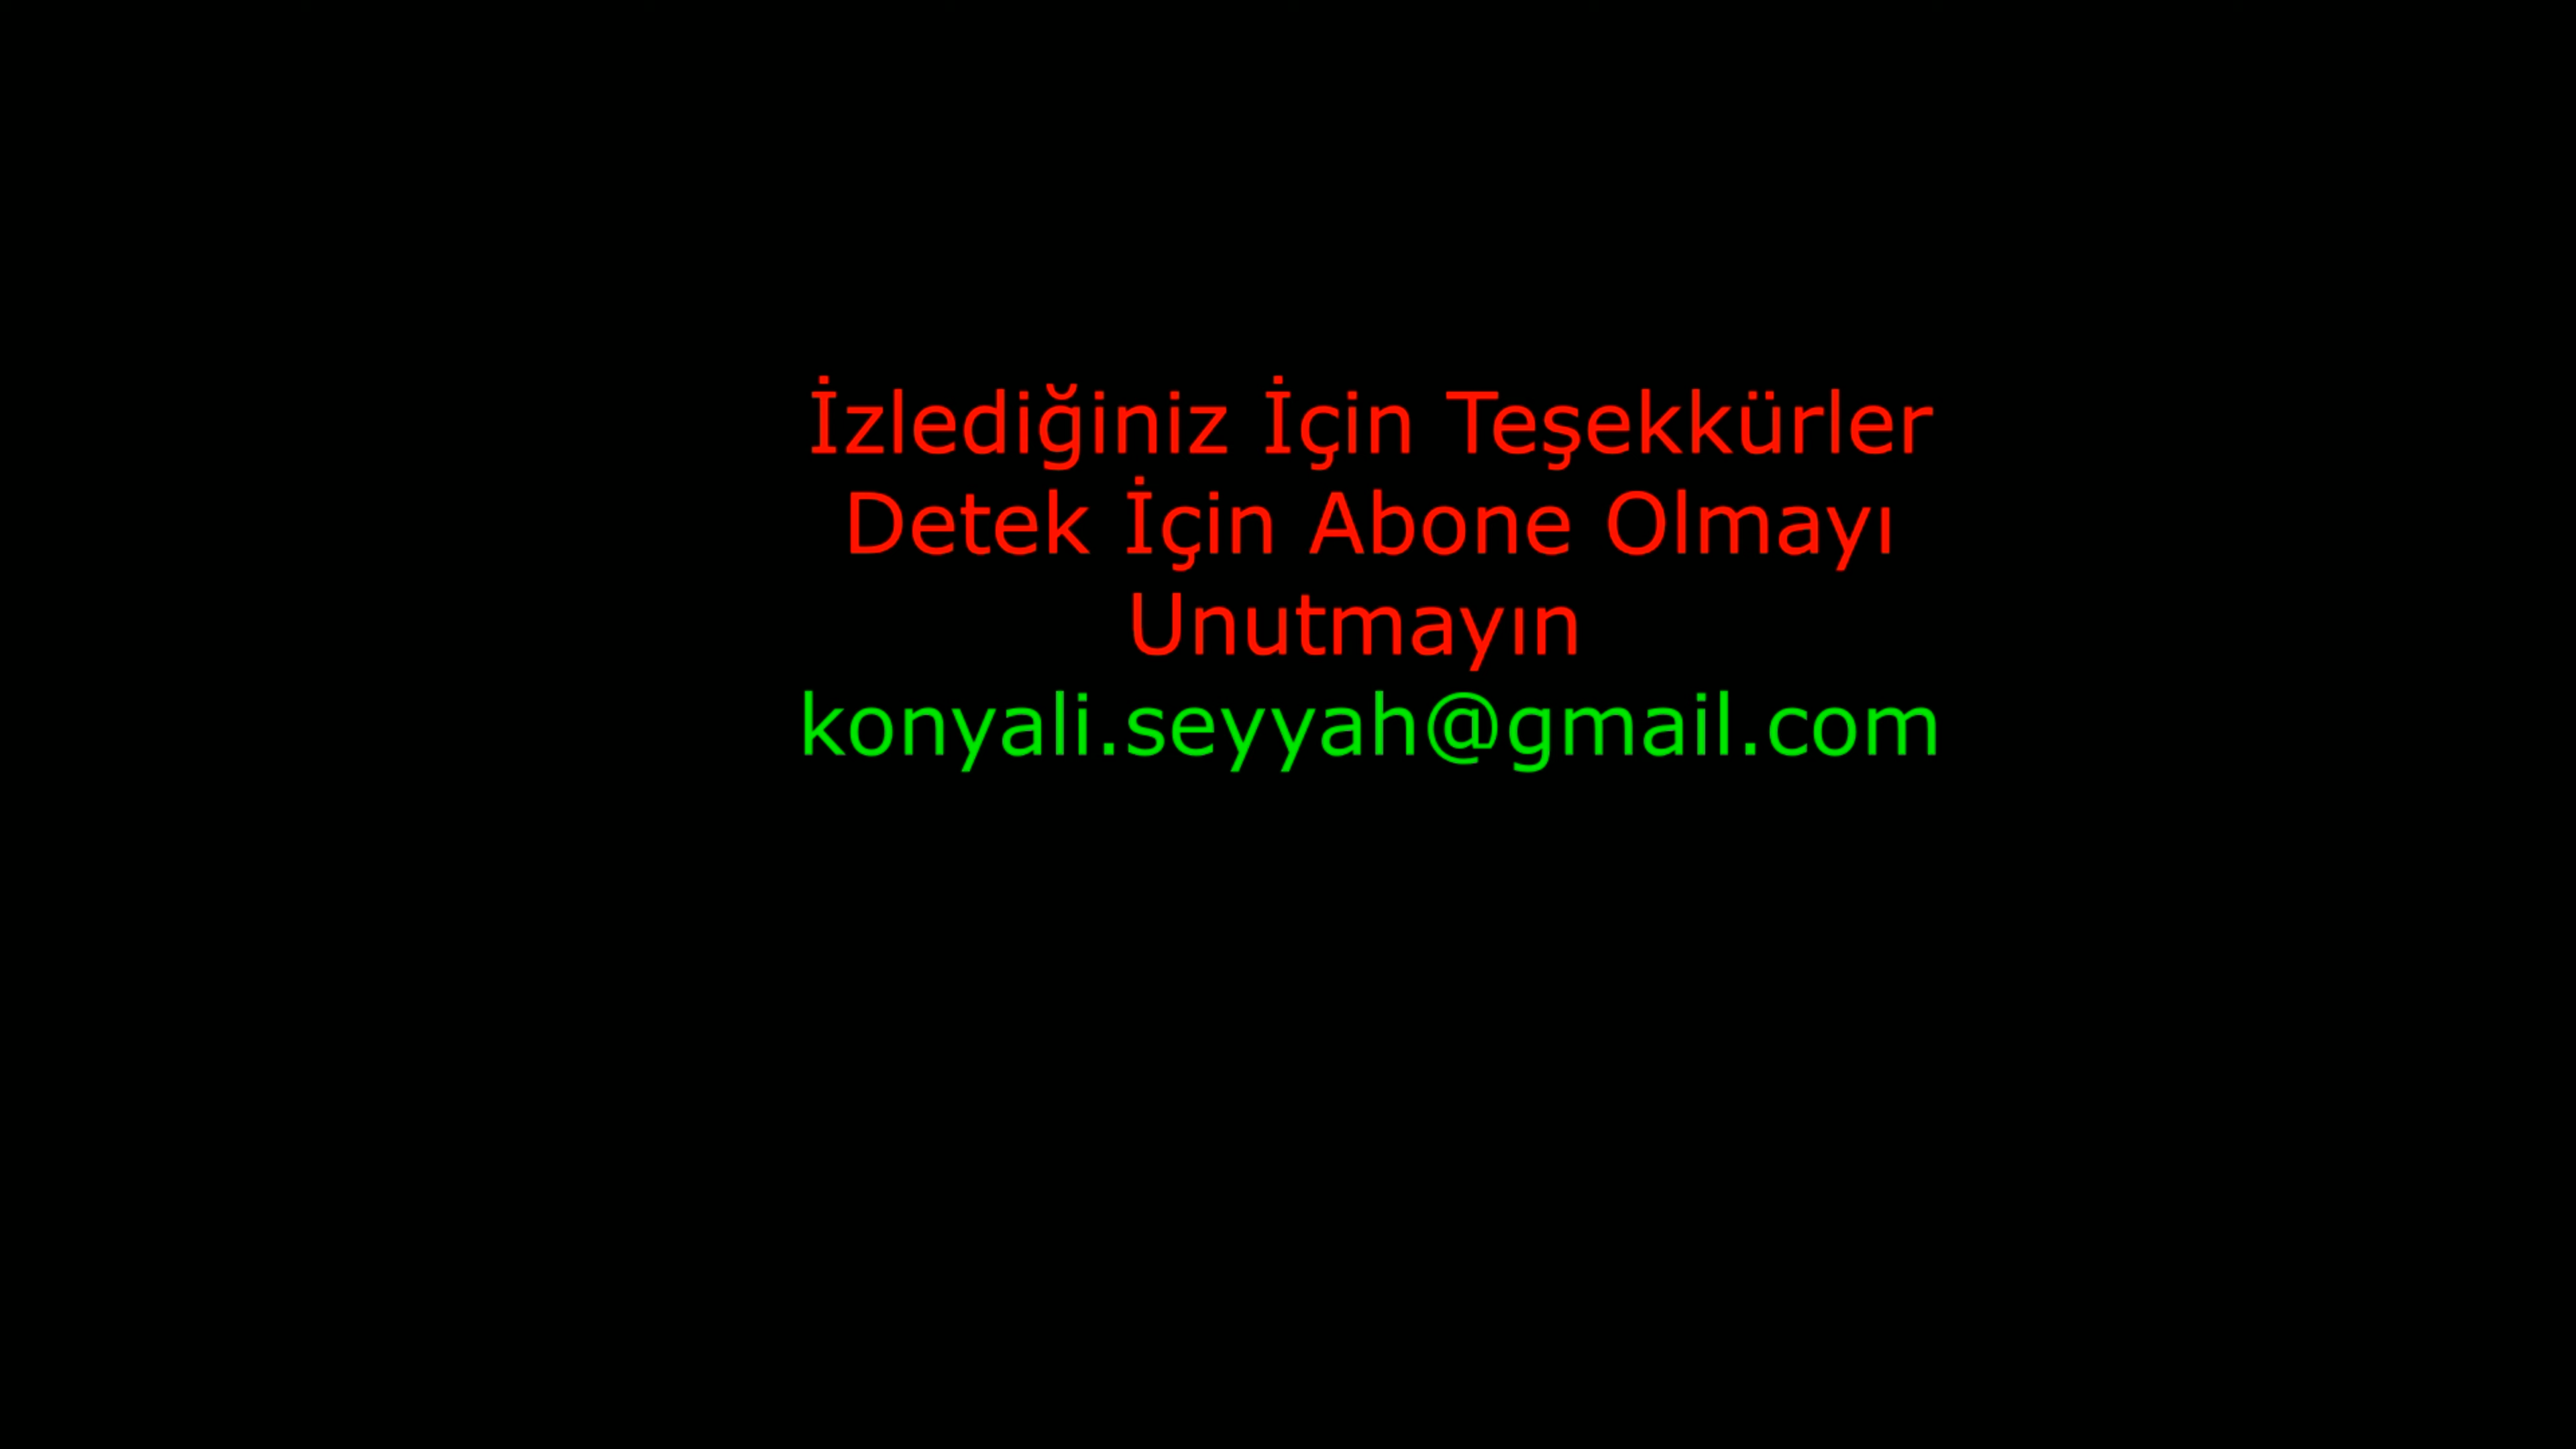 İzlediğiniz İçin Teşekkürler
Detek İçin Abone Olmayı
Unutmayın
konyali.seyyah@gmail.com